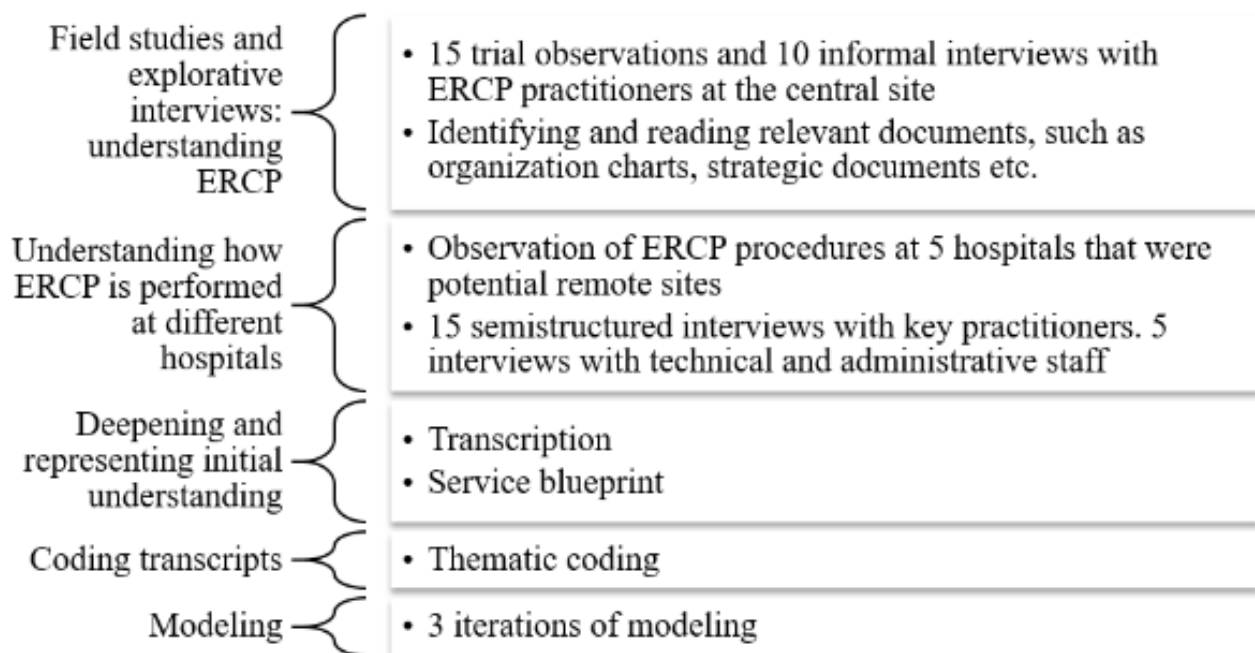 Field studies and
explorative
interviews:
understanding
ERCP
• 15 trial observations and 10 informal interviews with
ERCP practitioners at the central site
• Identifying and reading relevant documents, such as
organization charts, strategic documents etc.
Understanding how
ERCP is performed
at different
hospitals
• Observation of ERCP procedures at 5 hospitals that were
potential remote sites
• 15 semistructured interviews with key practitioners. 5
interviews with technical and administrative staff
Deepening and
representing initial
understanding
• Transcription
• Service blueprint
Coding transcripts
• Thematic coding
Modeling
• 3 iterations of modeling